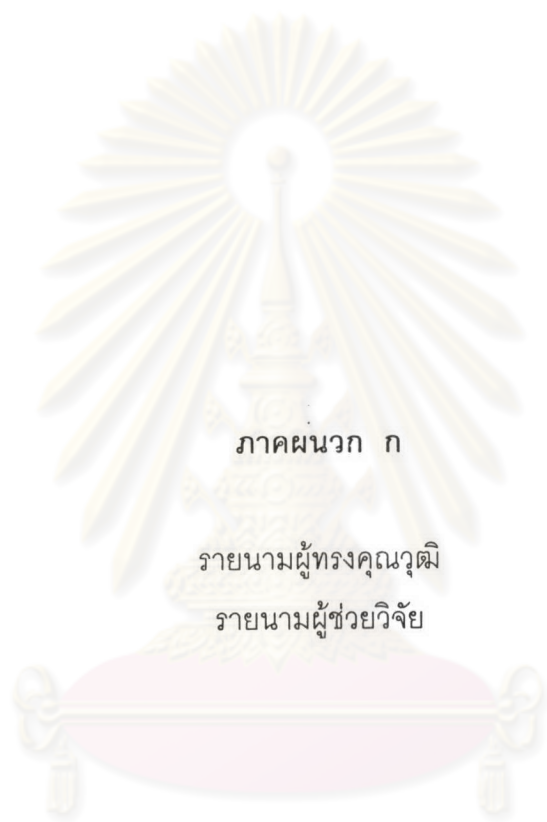 ภาคผนวก ก
รายนามผู้ทรงคุณวุฒิ
รายนามผู้ช่วยวิจัย